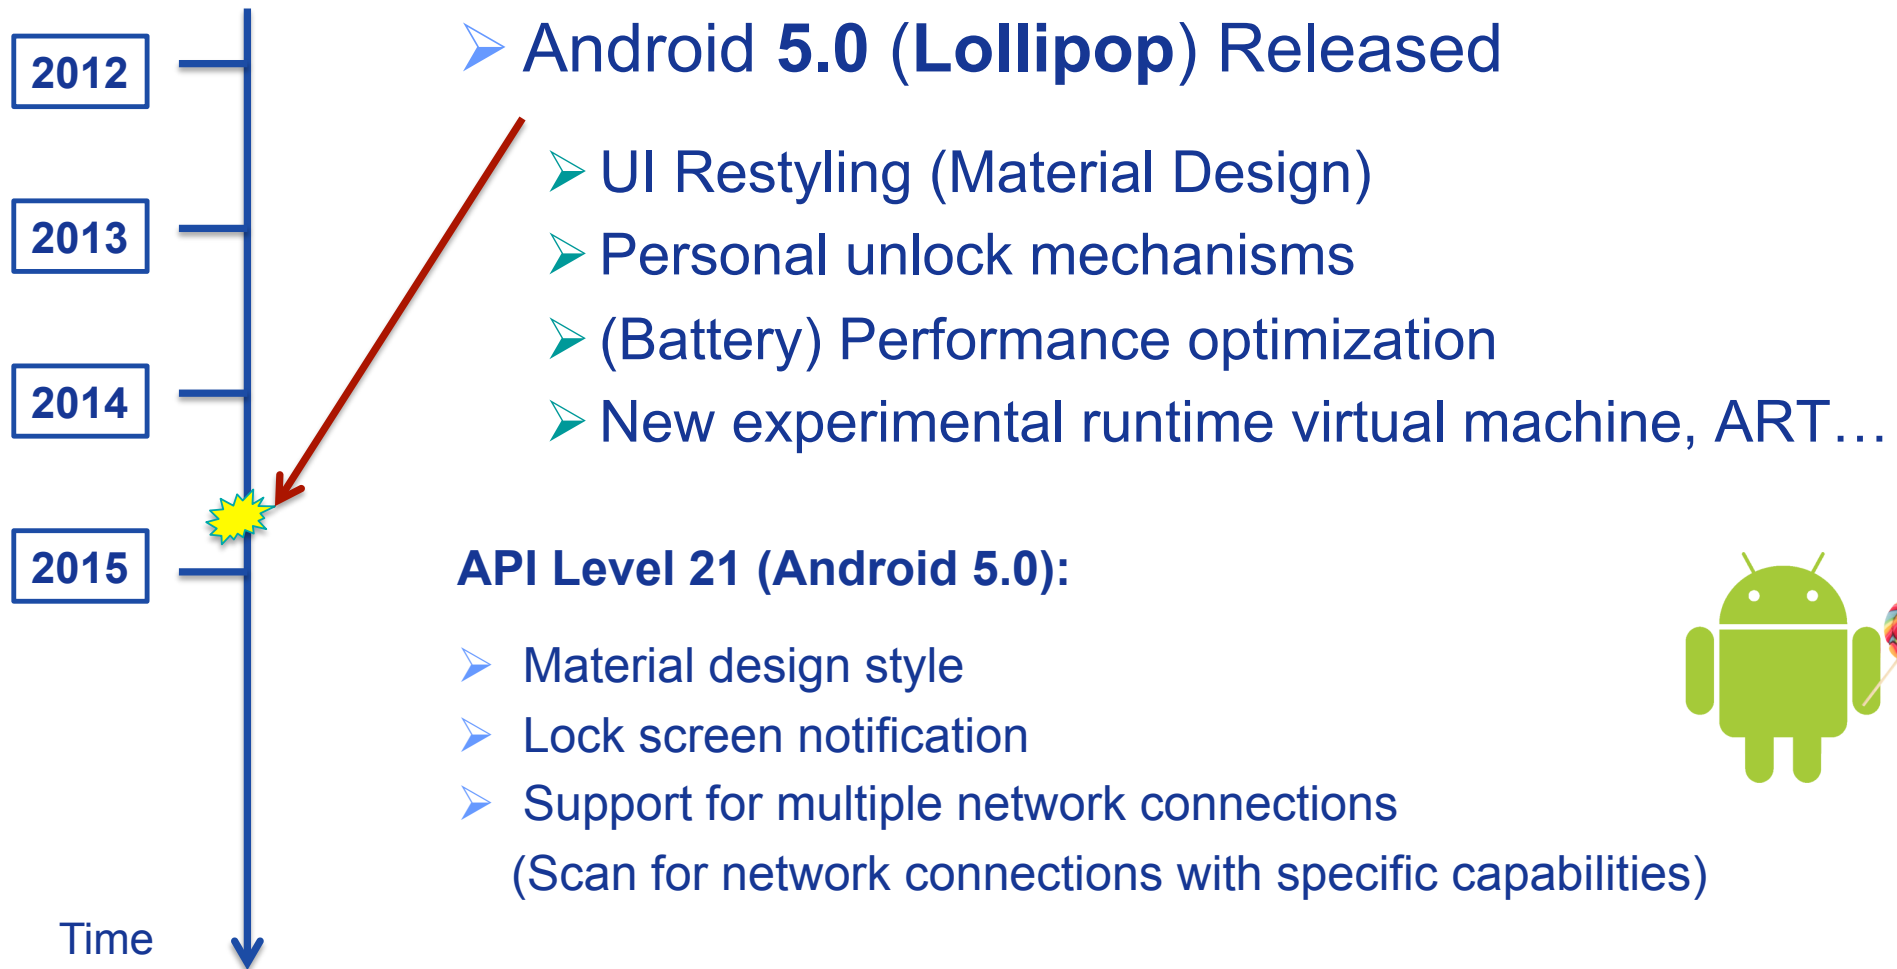 2012
2013
2014
2015
Time
Android 5.0 (Lollipop) Released
UI Restyling (Material Design)
Personal unlock mechanisms
(Battery) Performance optimization
New experimental runtime virtual machine, ART…
API Level 21 (Android 5.0):
Material design style
Lock screen notification
Support for multiple network connections
(Scan for network connections with specific capabilities)